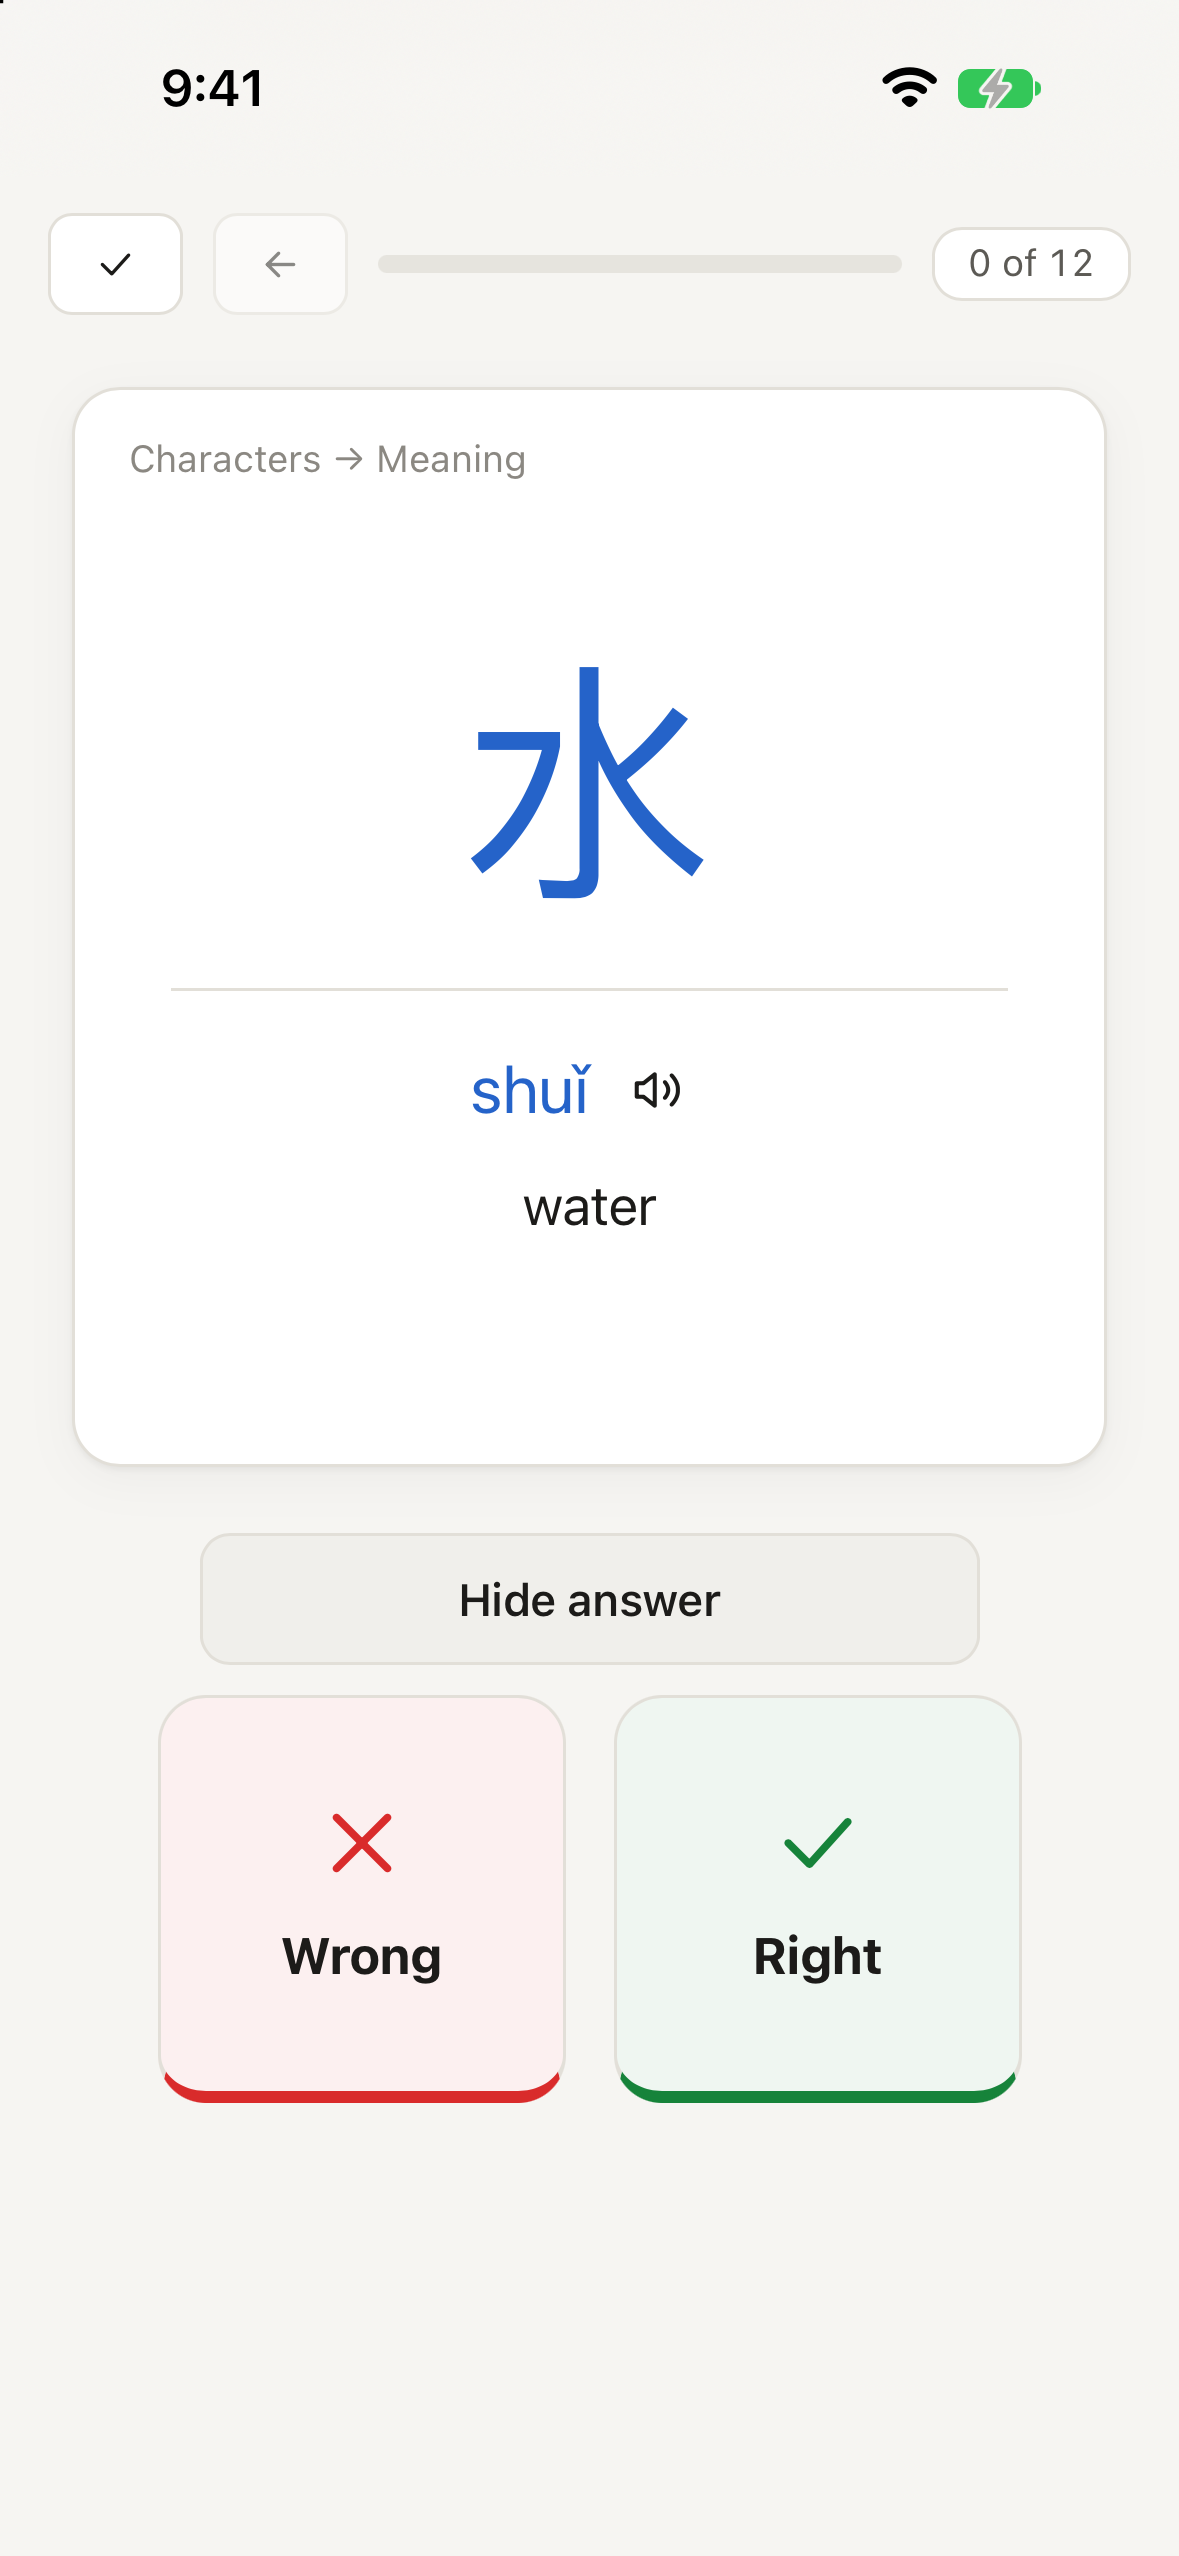 9:41
0 of 12
Characters → Meaning
水
shuǐ
water
Hide answer
Wrong
Right